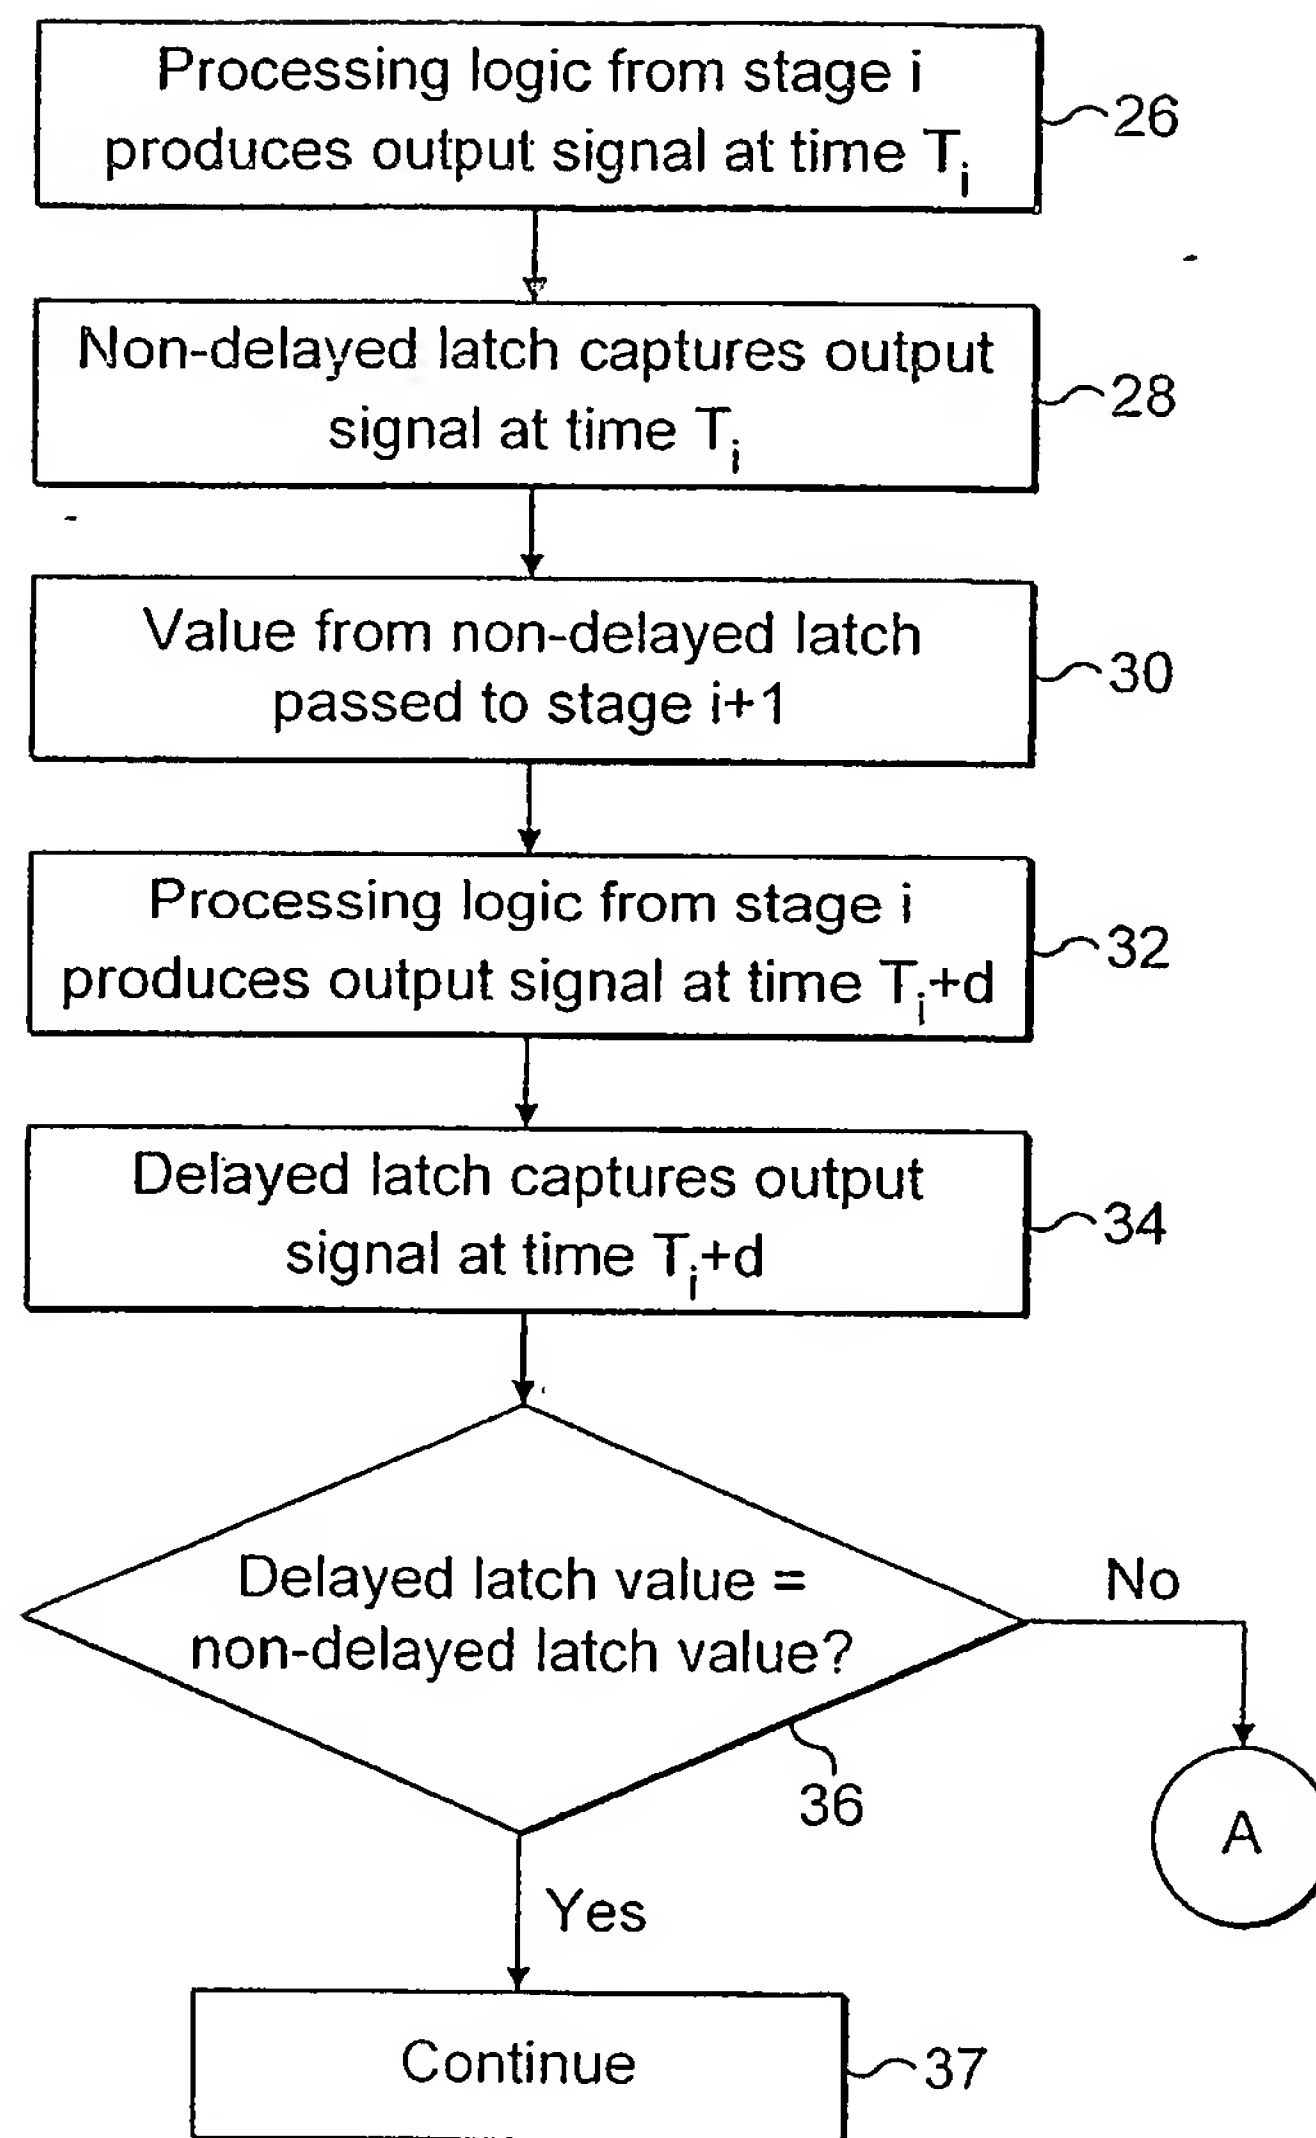 Processing logic from stage i
produces output signal at time Ti
26
Non-delayed latch captures output
signal at time Ti
28
Value from non-delayed latch
passed to stage i+1
30
Processing logic from stage i
produces output signal at time Ti+d
32
Delayed latch captures output
signal at time Ti+d
34
Delayed latch value =
non-delayed latch value?
No
36
A
Yes
Continue
37